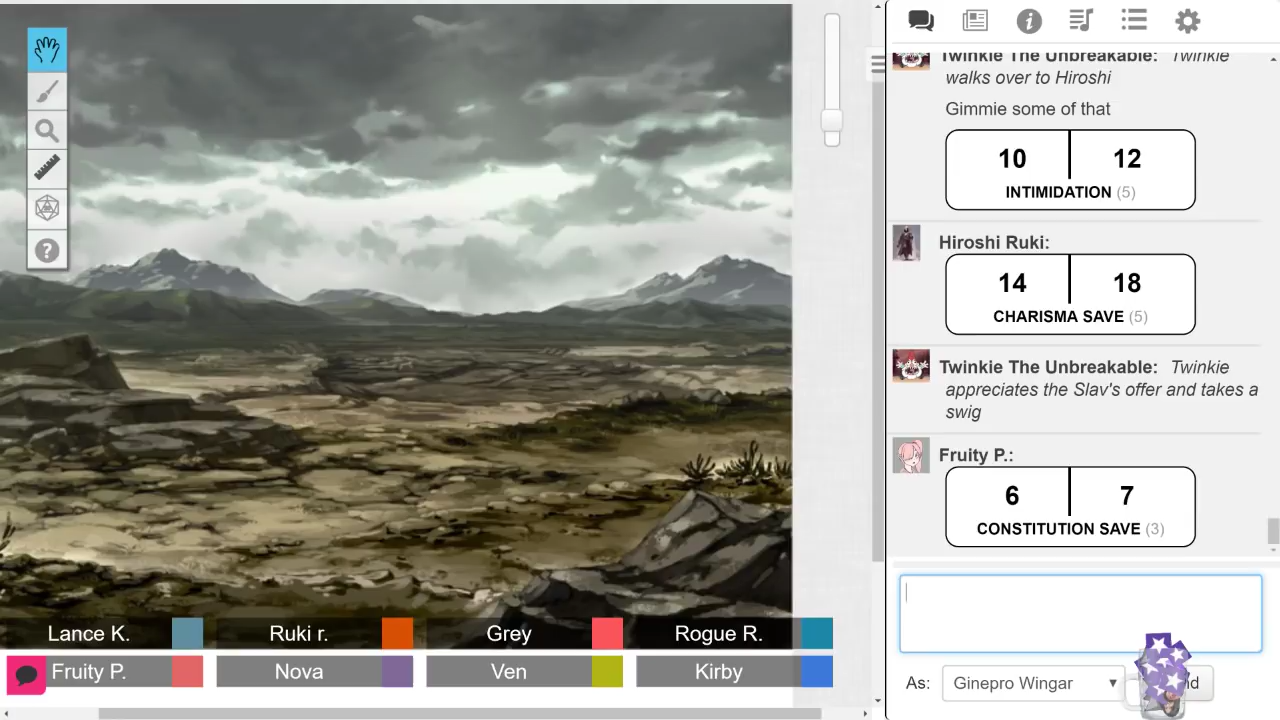 Twinkie The Unbreakable: Twinkie
walks over to Hiroshi
Gimmie some of that
10 12
INTIMIDATION (5)
Hiroshi Ruki:
14 18
CHARISMA SAVE (5)
Twinkie The Unbreakable: Twinkie
appreciates the Slav's offer and takes a
swig
Fruity P.:
6 7
CONSTITUTION SAVE (3)
Lance K. Ruki r. Grey Rogue R.
Fruity P. Nova Ven Kirby
As: Ginepro Wingar